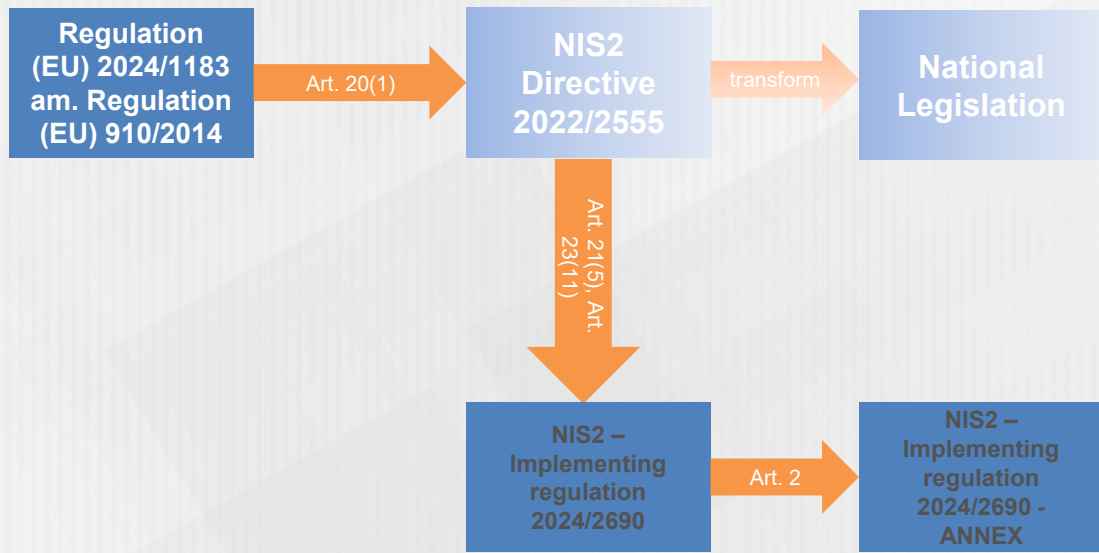 Regulation
(EU) 2024/1183
am. Regulation
(EU) 910/2014
Art. 20(1)
NIS2
Directive
2022/2555
transform
National
Legislation
Art. 21(5), Art.
23(11)
NIS2 –
Implementing
regulation
2024/2690
Art. 2
NIS2 –
Implementing
regulation
2024/2690 -
ANNEX